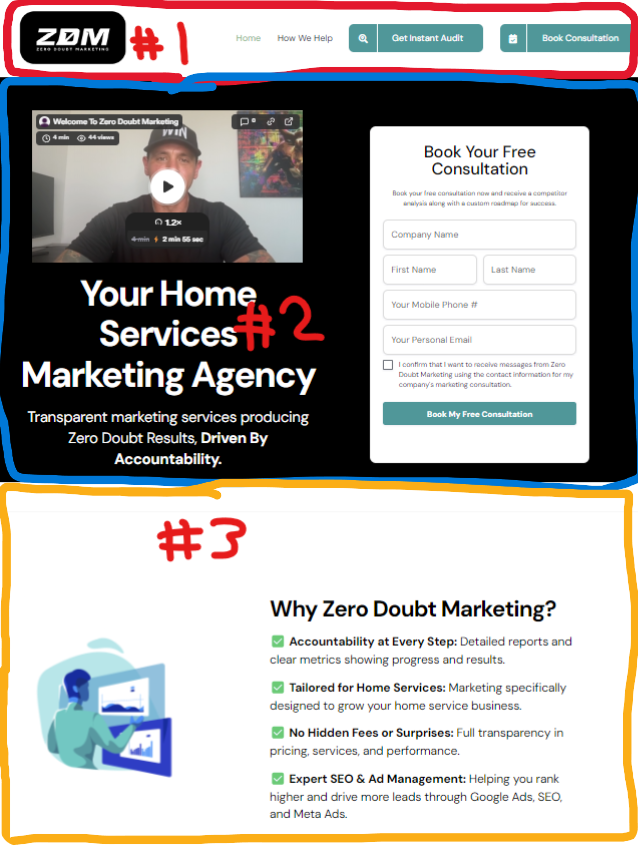 ZØM
ZERO DOUBT MARKETING
#1
Home
How We Help
Get Instant Audit
Book Consultation
Welcome To Zero Doubt Marketing
0
4 min
44 views
WIN
1.2×
4 min 2 min 55 sec
Your Home
Services
Marketing Agency
#2
Transparent marketing services producing
Zero Doubt Results, Driven By
Accountability.
Book Your Free
Consultation
Book your free consultation now and receive a competitor
analysis along with a custom roadmap for success.
Company Name
First Name
Last Name
Your Mobile Phone #
Your Personal Email
I confirm that I want to receive messages from Zero
Doubt Marketing using the contact information for my
company's marketing consultation.
Book My Free Consultation
#3
Why Zero Doubt Marketing?
✅ Accountability at Every Step: Detailed reports and
clear metrics showing progress and results.
✅ Tailored for Home Services: Marketing specifically
designed to grow your home service business.
✅ No Hidden Fees or Surprises: Full transparency in
pricing, services, and performance.
✅ Expert SEO & Ad Management: Helping you rank
higher and drive more leads through Google Ads, SEO,
and Meta Ads.